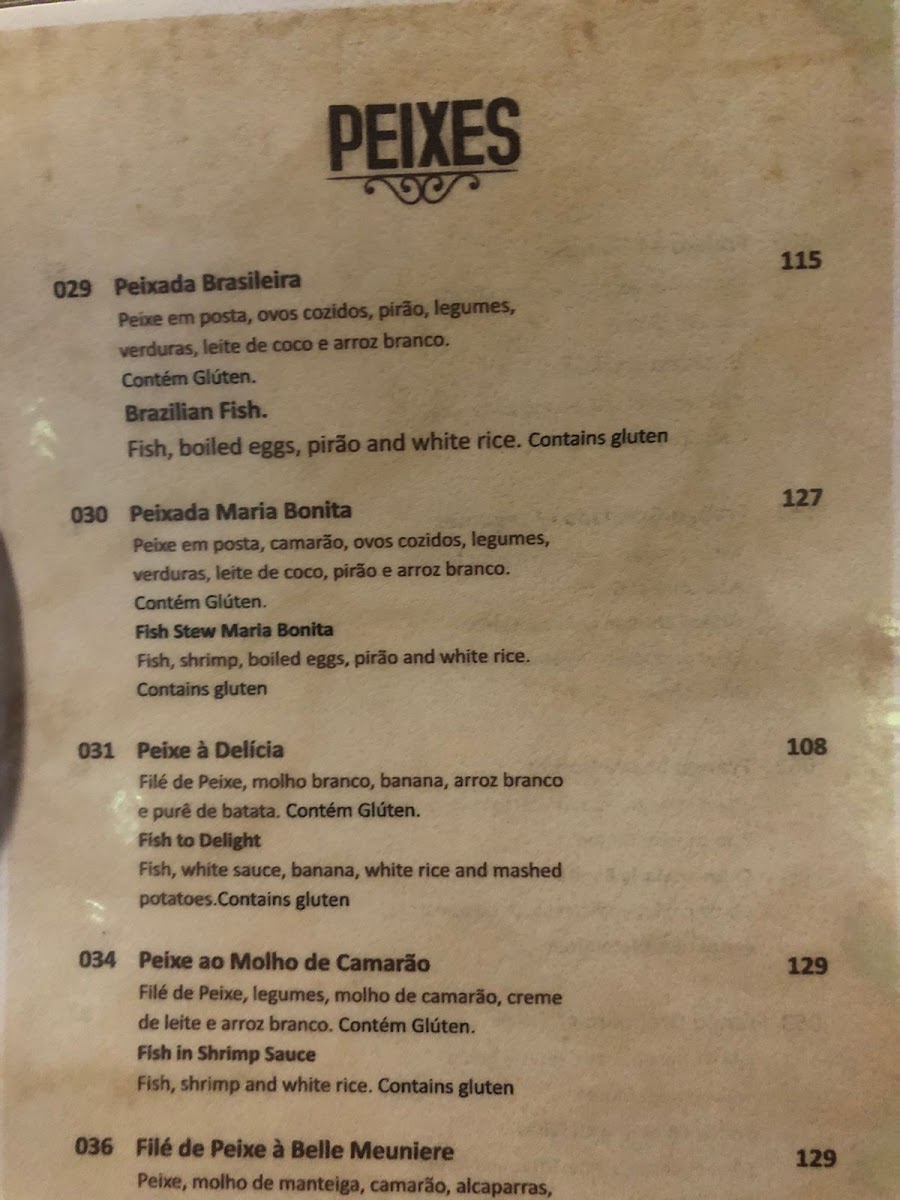 PEIXES
029 Peixada Brasileira 115
Peixe em posta, ovos cozidos, pirão, legumes,
verduras, leite de coco e arroz branco.
Contém Glúten.
Brazilian Fish.
Fish, boiled eggs, pirão and white rice. Contains gluten
030 Peixada Maria Bonita 127
Peixe em posta, camarão, ovos cozidos, legumes,
verduras, leite de coco, pirão e arroz branco.
Contém Glúten.
Fish Stew Maria Bonita
Fish, shrimp, boiled eggs, pirão and white rice.
Contains gluten
031 Peixe à Delícia 108
Filé de Peixe, molho branco, banana, arroz branco
e purê de batata. Contém Glúten.
Fish to Delight
Fish, white sauce, banana, white rice and mashed
potatoes.Contains gluten
034 Peixe ao Molho de Camarão 129
Filé de Peixe, legumes, molho de camarão, creme
de leite e arroz branco. Contém Glúten.
Fish in Shrimp Sauce
Fish, shrimp and white rice. Contains gluten
036 Filé de Peixe à Belle Meuniere 129
Peixe, molho de manteiga, camarão, alcaparras,